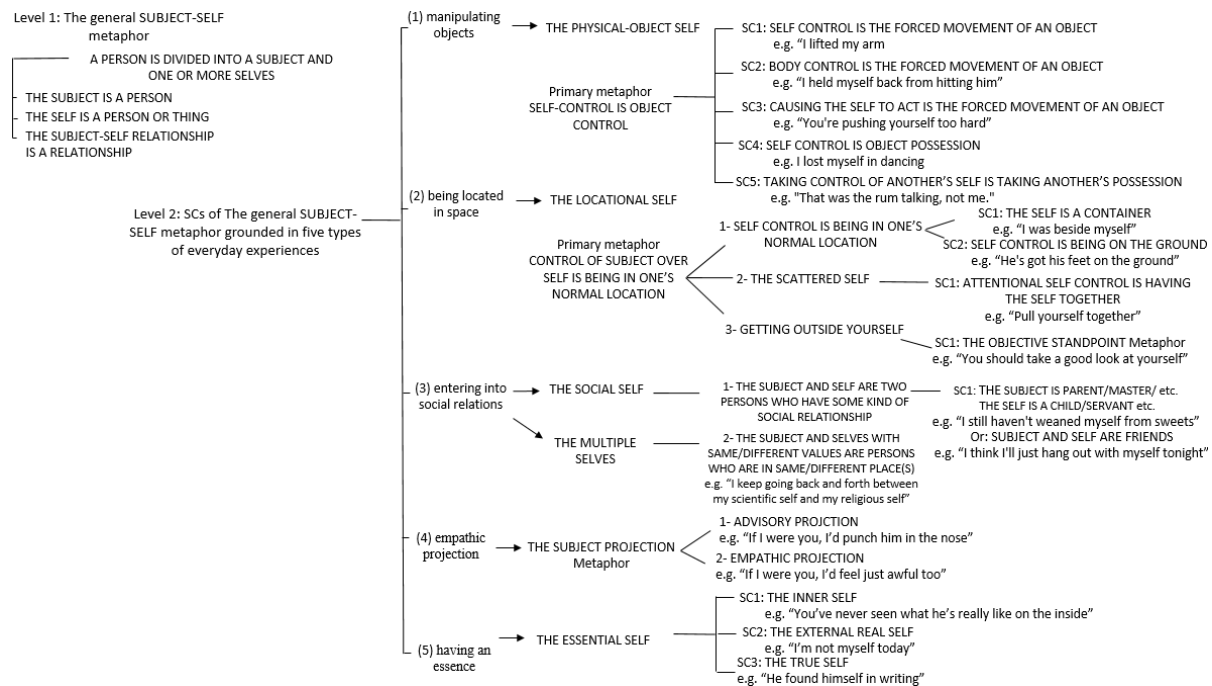 Level 1: The general SUBJECT-SELF
metaphor
A PERSON IS DIVIDED INTO A SUBJECT AND
ONE OR MORE SELVES
THE SUBJECT IS A PERSON
THE SELF IS A PERSON OR THING
THE SUBJECT-SELF RELATIONSHIP
IS A RELATIONSHIP
Level 2: SCs of The general SUBJECT-
SELF metaphor grounded in five types
of everyday experiences
(1) manipulating
objects
THE PHYSICAL-OBJECT SELF
Primary metaphor
SELF-CONTROL IS OBJECT
CONTROL
SC1: SELF CONTROL IS THE FORCED MOVEMENT OF AN OBJECT
e.g. “I lifted my arm
SC2: BODY CONTROL IS THE FORCED MOVEMENT OF AN OBJECT
e.g. “I held myself back from hitting him”
SC3: CAUSING THE SELF TO ACT IS THE FORCED MOVEMENT OF AN OBJECT
e.g. “You're pushing yourself too hard”
SC4: SELF CONTROL IS OBJECT POSSESSION
e.g. I lost myself in dancing
SC5: TAKING CONTROL OF ANOTHER’S SELF IS TAKING ANOTHER’S POSSESSION
e.g. "That was the rum talking, not me."
(2) being located
in space
THE LOCATIONAL SELF
Primary metaphor
CONTROL OF SUBJECT OVER
SELF IS BEING IN ONE’S
NORMAL LOCATION
1- SELF CONTROL IS BEING IN ONE’S
NORMAL LOCATION
SC1: THE SELF IS A CONTAINER
e.g. “I was beside myself”
SC2: SELF CONTROL IS BEING ON THE GROUND
e.g. “He's got his feet on the ground”
2- THE SCATTERED SELF
SC1: ATTENTIONAL SELF CONTROL IS HAVING
THE SELF TOGETHER
e.g. “Pull yourself together”
3- GETTING OUTSIDE YOURSELF
SC1: THE OBJECTIVE STANDPOINT Metaphor
e.g. “You should take a good look at yourself”
(3) entering into
social relations
THE SOCIAL SELF
1- THE SUBJECT AND SELF ARE TWO
PERSONS WHO HAVE SOME KIND OF
SOCIAL RELATIONSHIP
SC1: THE SUBJECT IS PARENT/MASTER/ etc.
THE SELF IS A CHILD/SERVANT etc.
e.g. “I still haven't weaned myself from sweets”
Or: SUBJECT AND SELF ARE FRIENDS
e.g. “I think I'll just hang out with myself tonight”
THE MULTIPLE
SELVES
2- THE SUBJECT AND SELVES WITH
SAME/DIFFERENT VALUES ARE PERSONS
WHO ARE IN SAME/DIFFERENT PLACE(S)
e.g. “I keep going back and forth between
my scientific self and my religious self”
(4) empathic
projection
THE SUBJECT PROJECTION
Metaphor
1- ADVISORY PROJCTION
e.g. “If I were you, I’d punch him in the nose”
2- EMPATHIC PROJECTION
e.g. “If I were you, I’d feel just awful too”
(5) having an
essence
THE ESSENTIAL SELF
SC1: THE INNER SELF
e.g. “You’ve never seen what he’s really like on the inside”
SC2: THE EXTERNAL REAL SELF
e.g. “I’m not myself today”
SC3: THE TRUE SELF
e.g. “He found himself in writing”